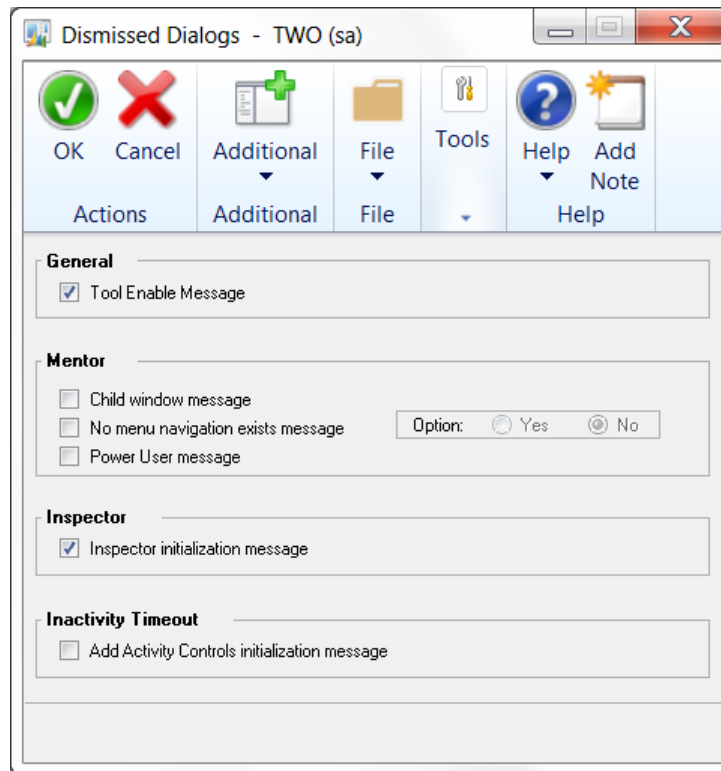 Dismissed Dialogs - TWO (sa)
OK Cancel Additional File Tools Help Add Note
Actions Additional File Help
General
Tool Enable Message
Mentor
Child window message
No menu navigation exists message Option: Yes No
Power User message
Inspector
Inspector initialization message
Inactivity Timeout
Add Activity Controls initialization message